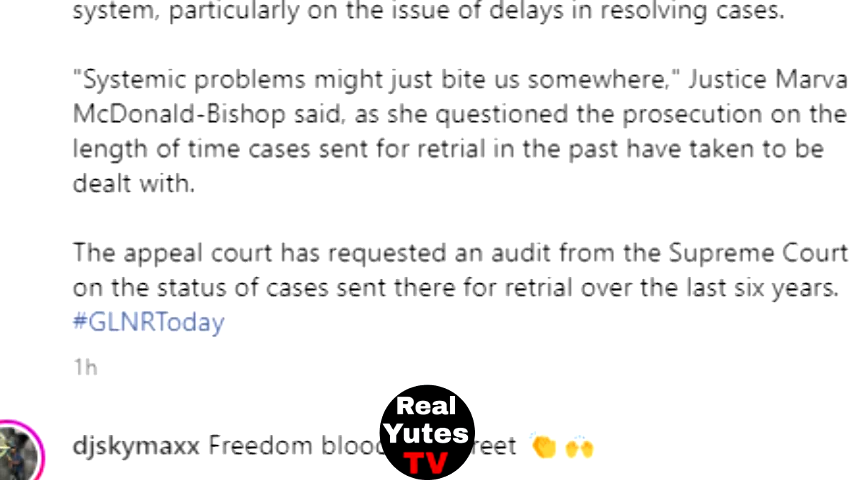 system, particularly on the issue of delays in resolving cases.
"Systemic problems might just bite us somewhere," Justice Marva
McDonald-Bishop said, as she questioned the prosecution on the
length of time cases sent for retrial in the past have taken to be
dealt with.
The appeal court has requested an audit from the Supreme Court
on the status of cases sent there for retrial over the last six years.
#GLNRToday
1h
djskymaxx Freedom 👏 🙌
Real
Yutes
TV